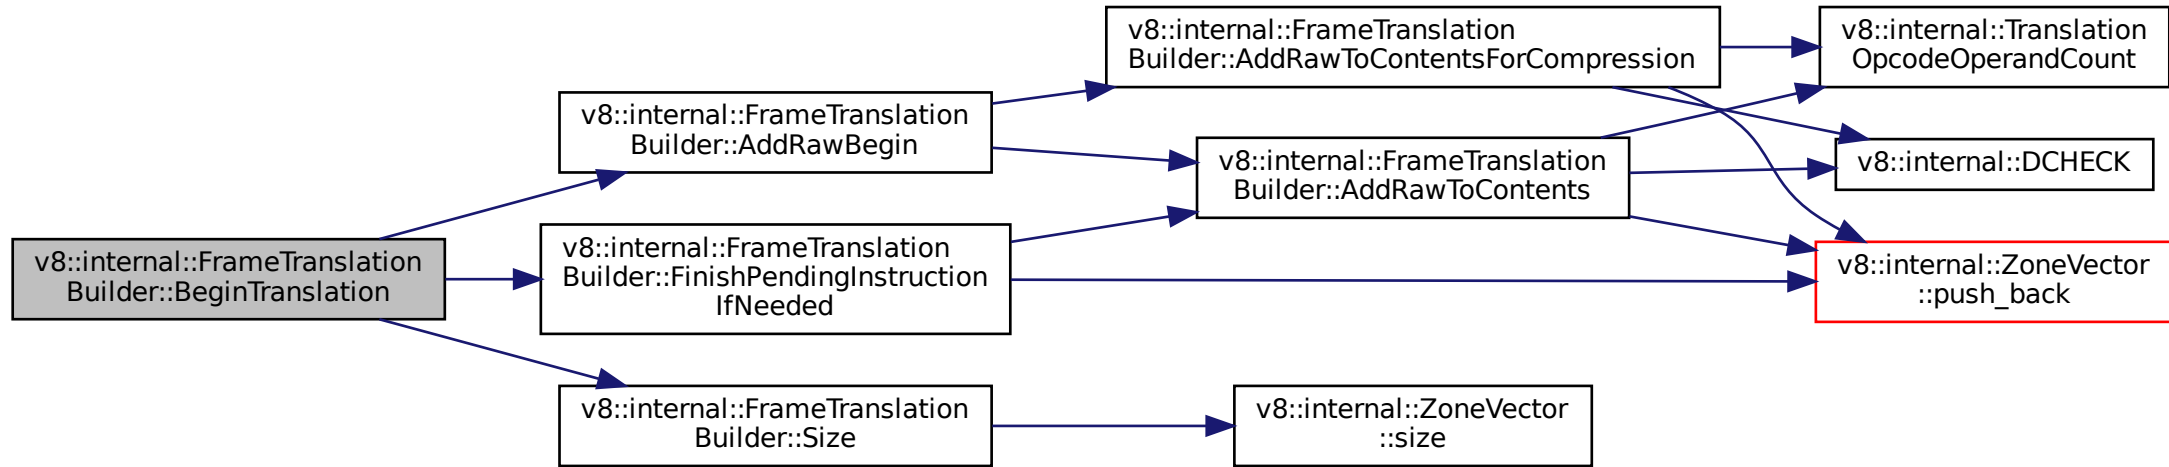 v8::internal::FrameTranslation
Builder::BeginTranslation
v8::internal::FrameTranslation
Builder::AddRawBegin
v8::internal::FrameTranslation
Builder::FinishPendingInstruction
IfNeeded
v8::internal::FrameTranslation
Builder::Size
v8::internal::FrameTranslation
Builder::AddRawToContentsForCompression
v8::internal::FrameTranslation
Builder::AddRawToContents
v8::internal::ZoneVector
::size
v8::internal::Translation
OpcodeOperandCount
v8::internal::DCHECK
v8::internal::ZoneVector
::push_back